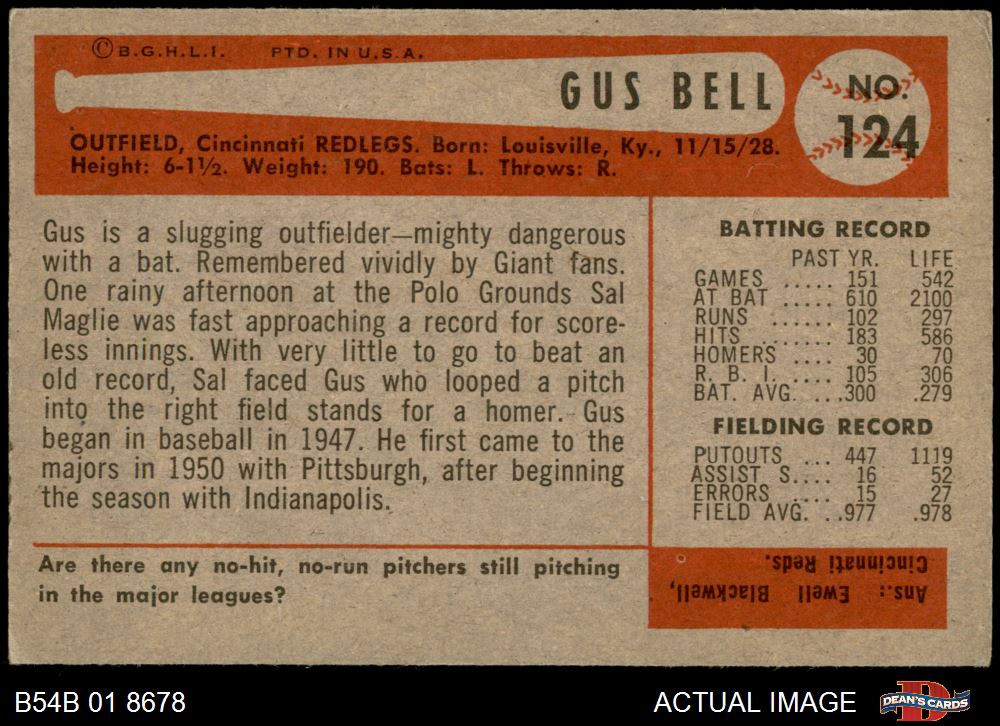 ©B.G.H.L.I. PTD. IN U.S.A.
GUS BELL
NO.
124
OUTFIELD, Cincinnati REDLEGS. Born: Louisville, Ky., 11/15/28.
Height: 6-1½. Weight: 190. Bats: L. Throws: R.
Gus is a slugging outfielder—mighty dangerous
with a bat. Remembered vividly by Giant fans.
One rainy afternoon at the Polo Grounds Sal
Maglie was fast approaching a record for score-
less innings. With very little to go to beat an
old record, Sal faced Gus who looped a pitch
into the right field stands for a homer. Gus
began in baseball in 1947. He first came to the
majors in 1950 with Pittsburgh, after beginning
the season with Indianapolis.
BATTING RECORD
PAST YR. LIFE
GAMES ..... 151 542
AT BAT ..... 610 2100
RUNS ...... 102 297
HITS ....... 183 586
HOMERS .... 30 70
R. B. I. .... 105 306
BAT. AVG. ...300 .279
FIELDING RECORD
PUTOUTS ... 447 1119
ASSIST S.... 16 52
ERRORS .... 15 27
FIELD AVG. ..977 .978
Are there any no-hit, no-run pitchers still pitching
in the major leagues?
Ans.: Ewell Blackwell,
Cincinnati Reds.
B54B 01 8678
ACTUAL IMAGE
DEAN'S CARDS